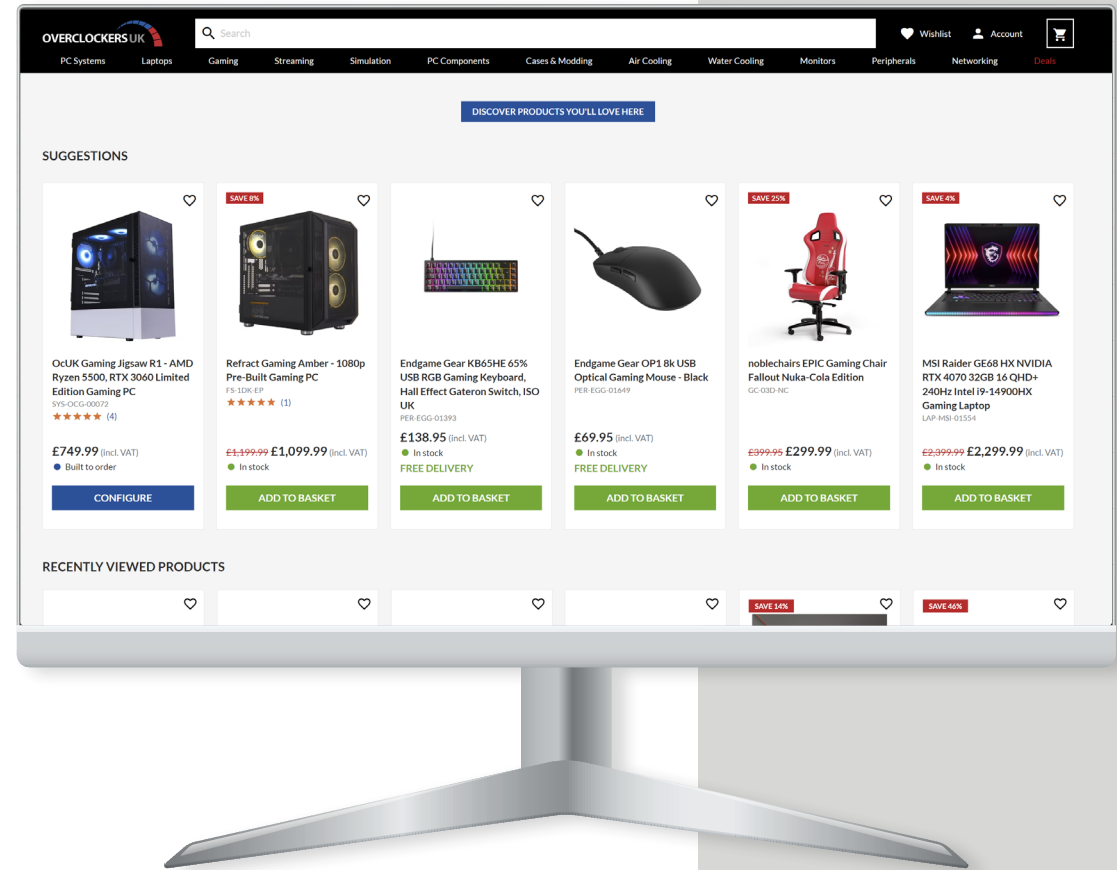 OVERCLOCKERS UK
Search
Wishlist
Account
PC Systems Laptops Gaming Streaming Simulation PC Components Cases & Modding Air Cooling Water Cooling Monitors Peripherals Networking Deals
DISCOVER PRODUCTS YOU'LL LOVE HERE
SUGGESTIONS
OcUK Gaming Jigsaw R1 - AMD
Ryzen 5500, RTX 3060 Limited
Edition Gaming PC
SYS-OCG-00072
(4)
£749.99 (incl. VAT)
Built to order
CONFIGURE
SAVE 8%
Refract Gaming Amber - 1080p
Pre-Built Gaming PC
FS-1DK-EP
(1)
£1,199.99 £1,099.99 (incl. VAT)
In stock
ADD TO BASKET
Endgame Gear KB65HE 65%
USB RGB Gaming Keyboard,
Hall Effect Gateron Switch, ISO
UK
PER-EGG-01393
£138.95 (incl. VAT)
In stock
FREE DELIVERY
ADD TO BASKET
Endgame Gear OP1 8k USB
Optical Gaming Mouse - Black
PER-EGG-01649
£69.95 (incl. VAT)
In stock
FREE DELIVERY
ADD TO BASKET
SAVE 25%
noblechairs EPIC Gaming Chair
Fallout Nuka-Cola Edition
GC-03D-NC
£399.95 £299.99 (incl. VAT)
In stock
ADD TO BASKET
SAVE 4%
MSI Raider GE68 HX NVIDIA
RTX 4070 32GB 16 QHD+
240Hz Intel i9-14900HX
Gaming Laptop
LAP-MSI-01554
£2,399.99 £2,299.99 (incl. VAT)
In stock
ADD TO BASKET
RECENTLY VIEWED PRODUCTS
SAVE 14%
SAVE 46%